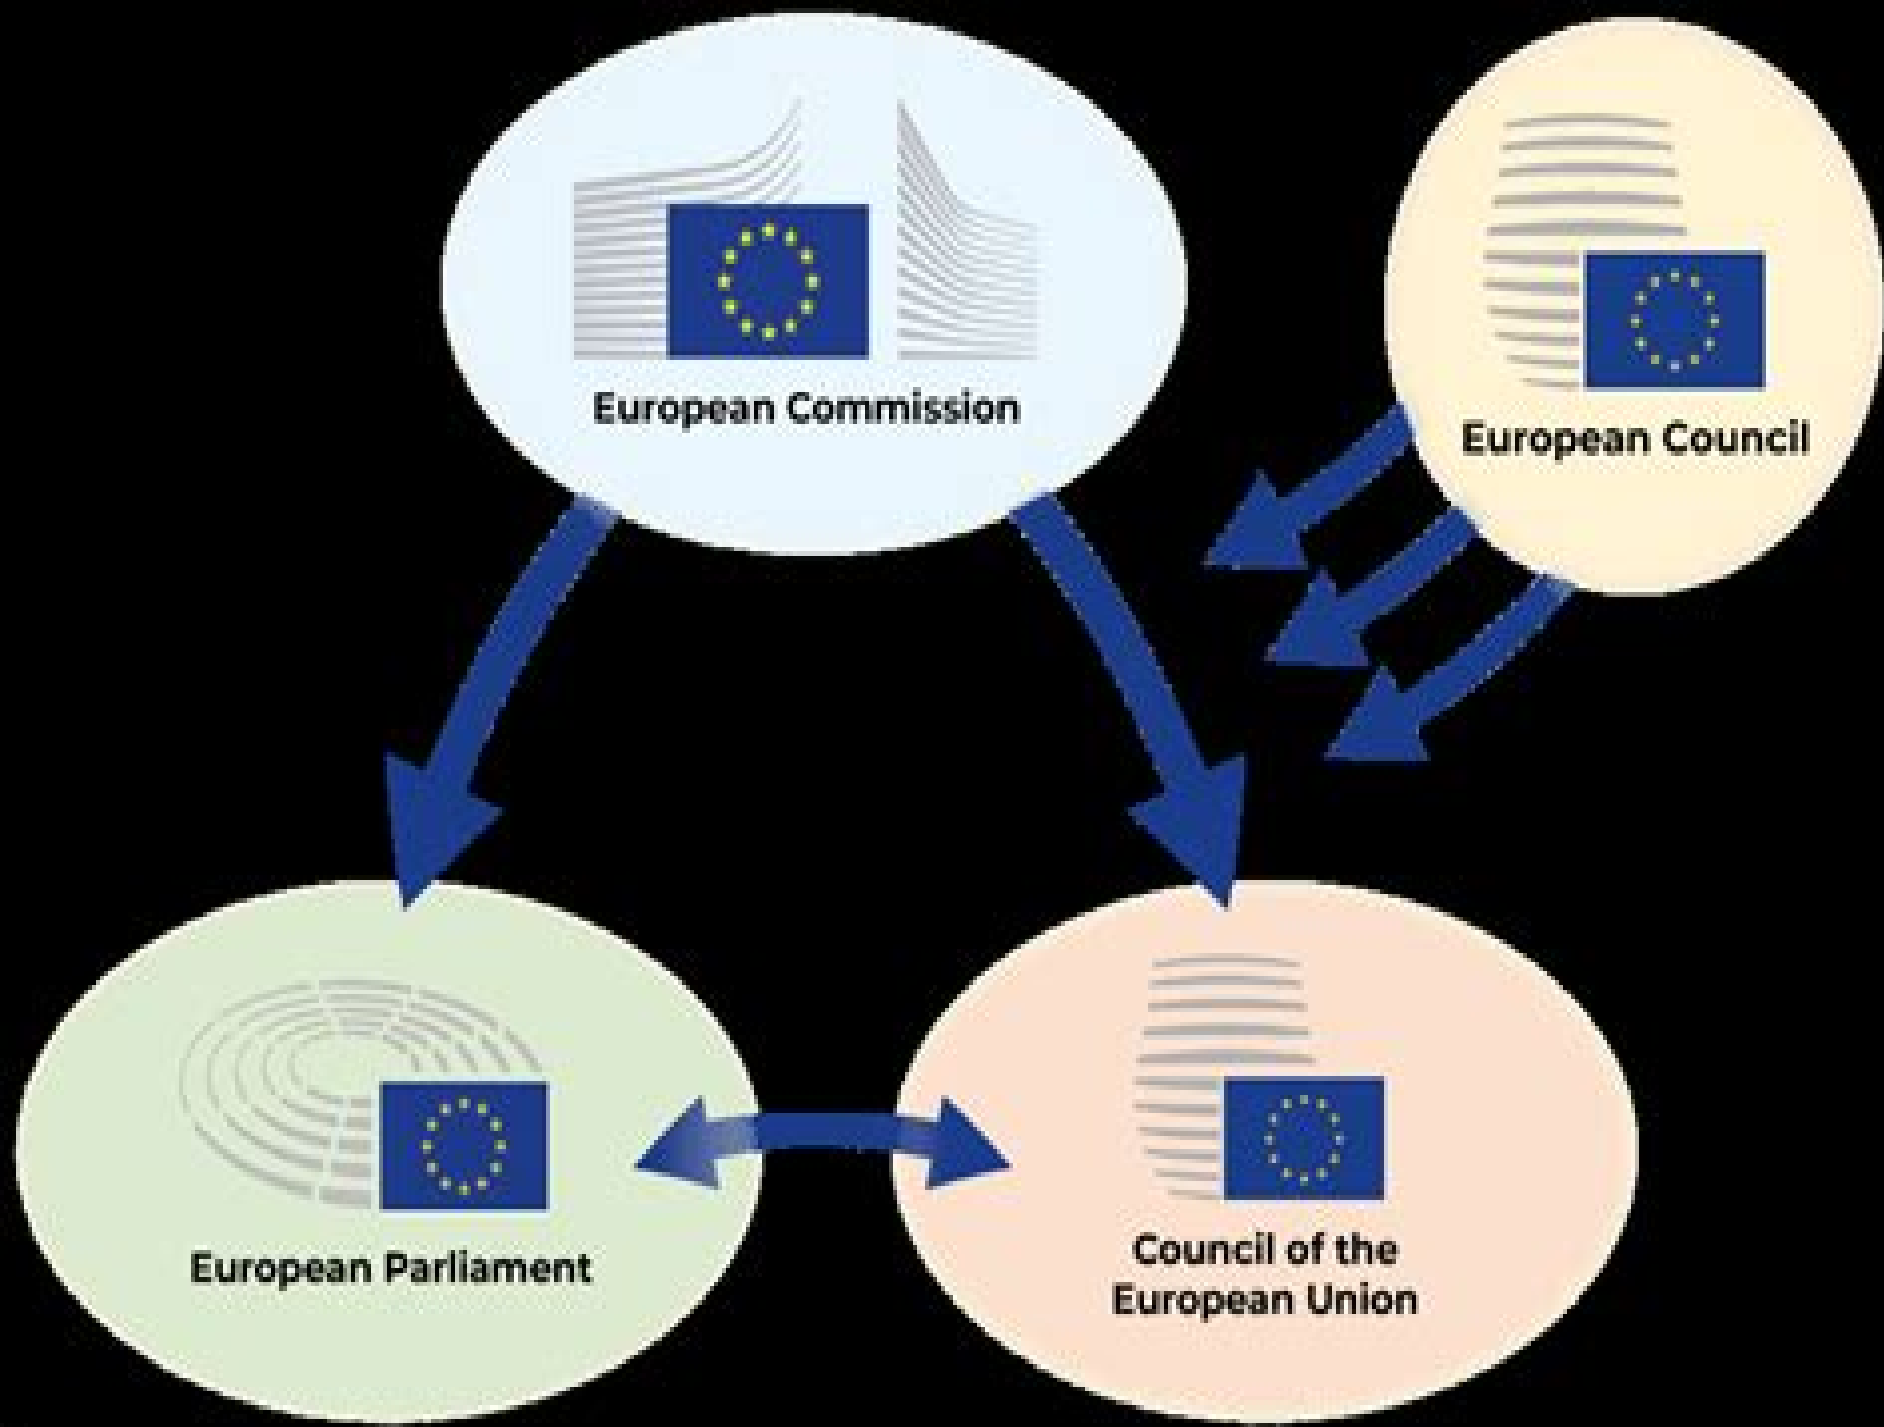 European Commission
European Council
European Parliament
Council of the
European Union